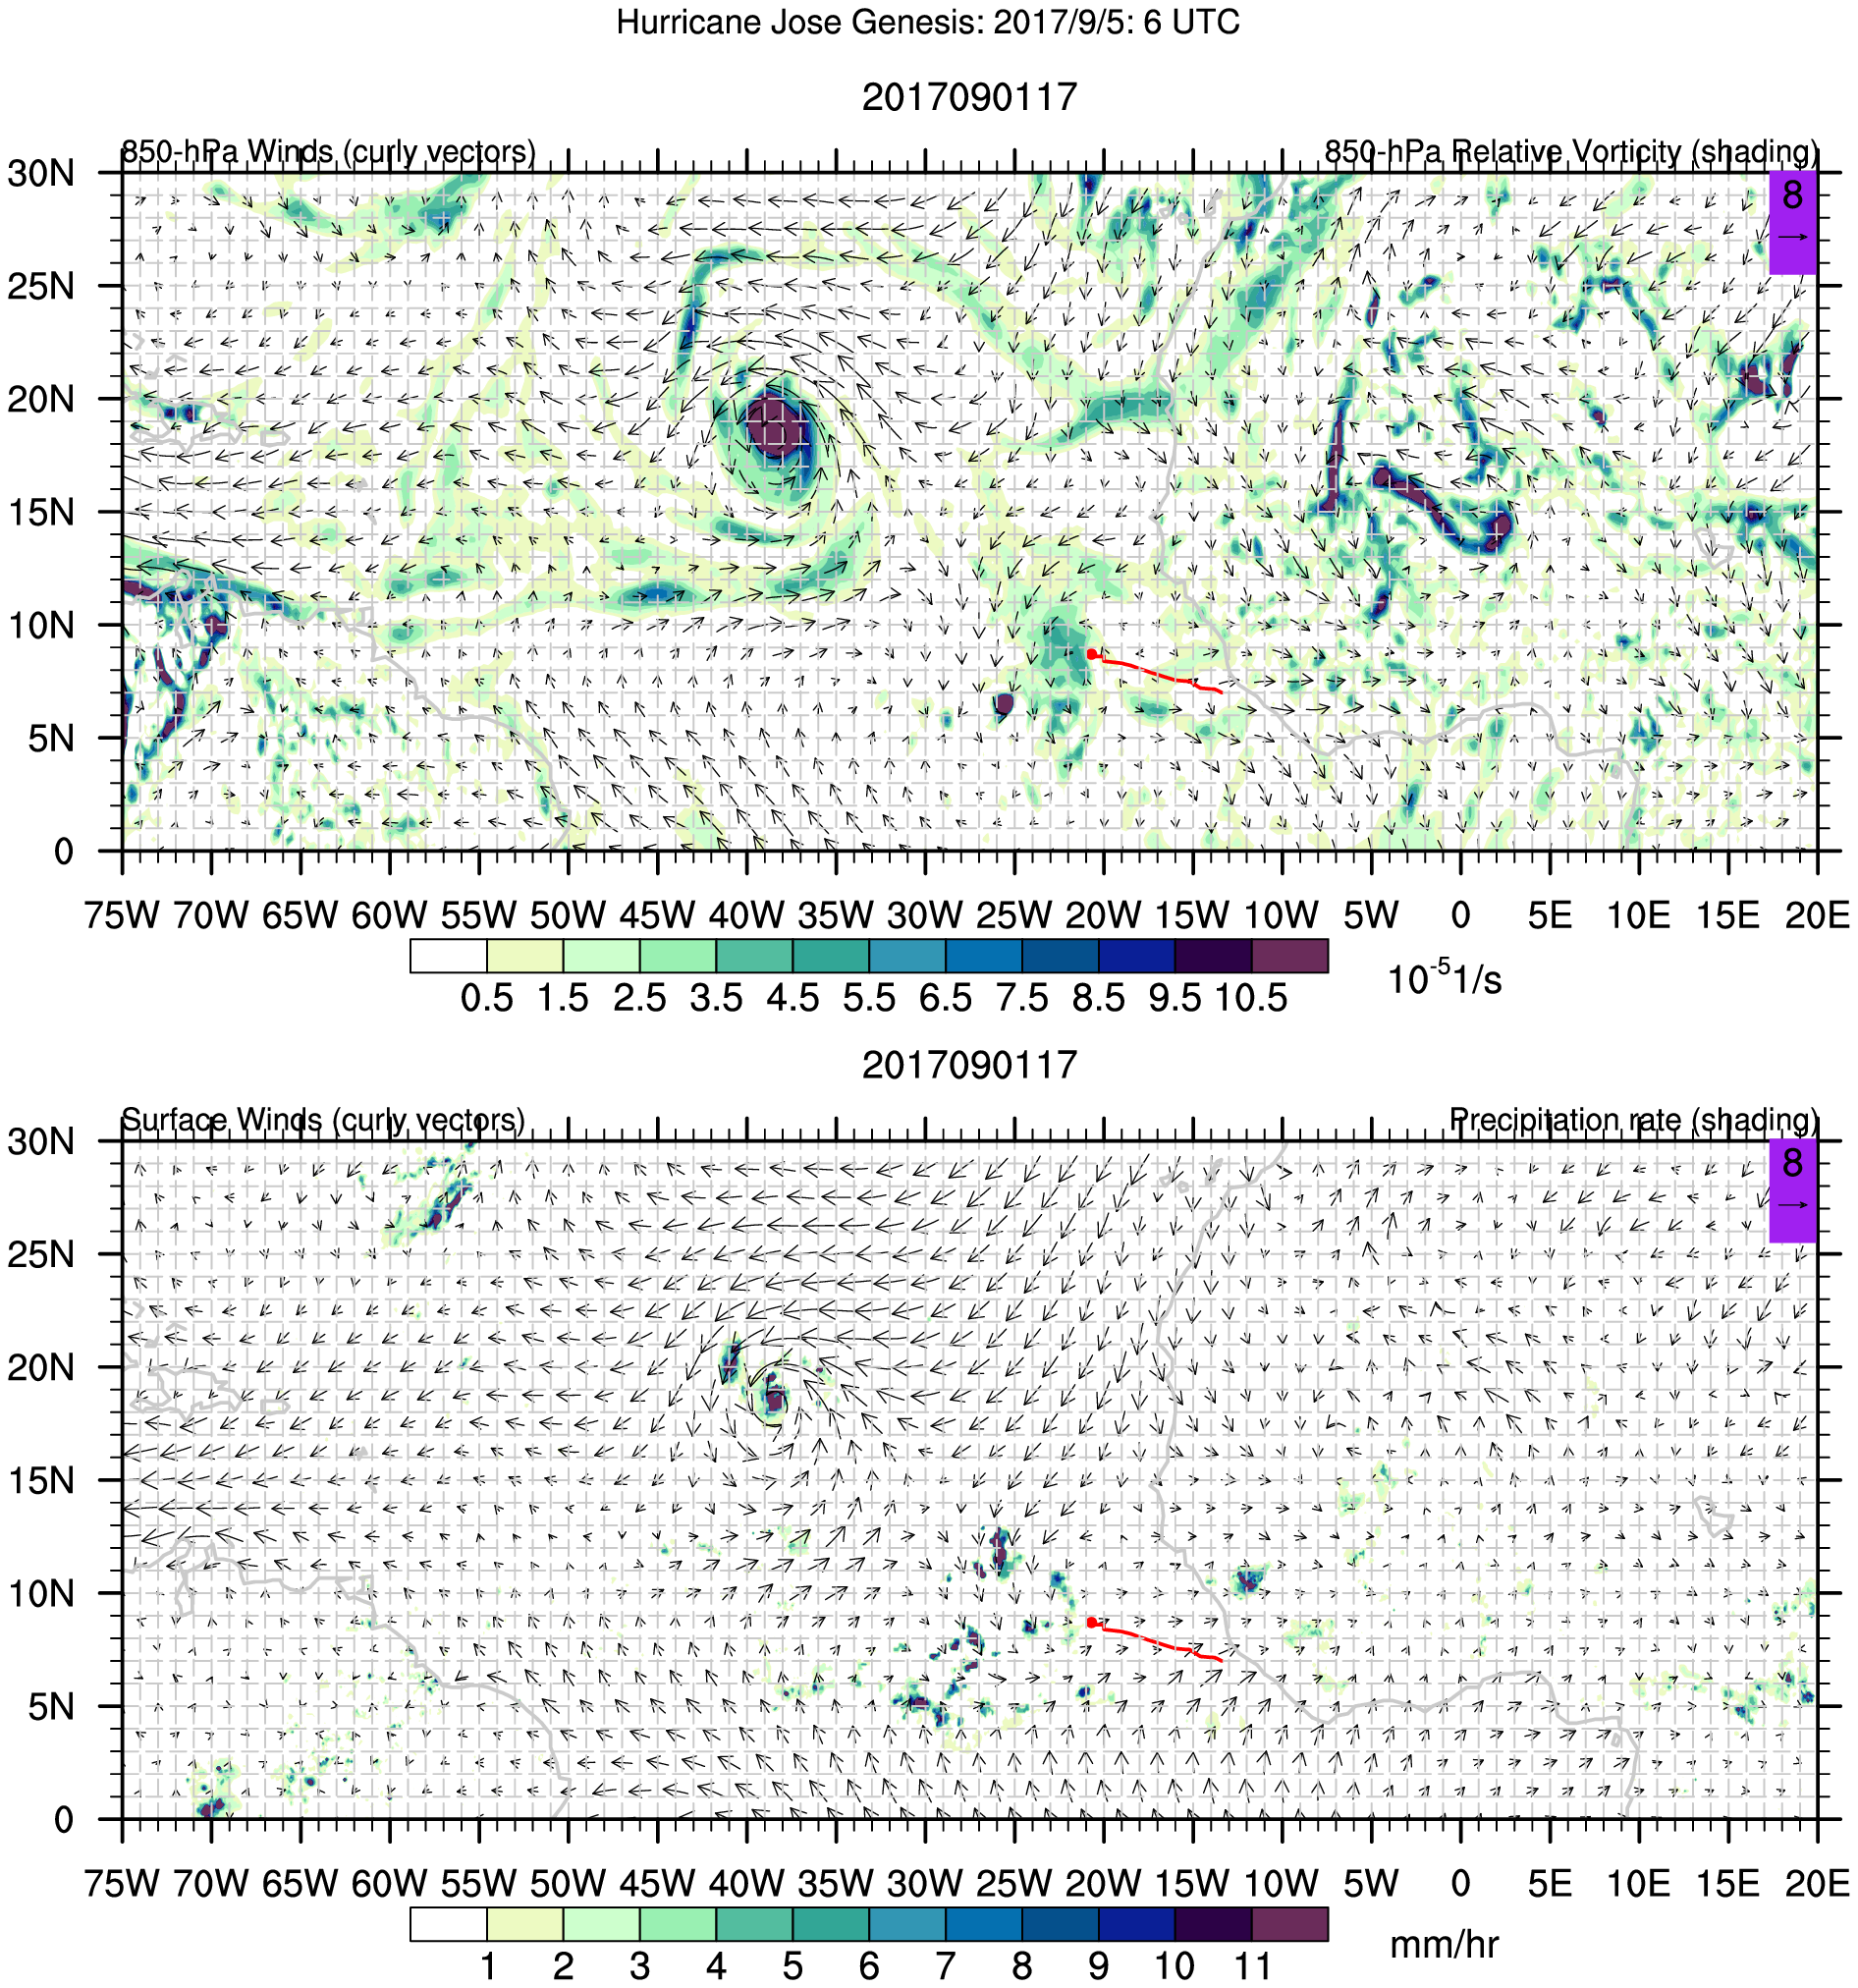 Hurricane Jose Genesis: 2017/9/5: 6 UTC
2017090117
850-hPa Winds (curly vectors) 850-hPa Relative Vorticity (shading)
8
30N
25N
20N
15N
10N
5N
0
75W 70W 65W 60W 55W 50W 45W 40W 35W 30W 25W 20W 15W 10W 5W 0 5E 10E 15E 20E
0.5 1.5 2.5 3.5 4.5 5.5 6.5 7.5 8.5 9.5 10.5
10⁻⁵1/s
2017090117
Surface Winds (curly vectors) Precipitation rate (shading)
8
30N
25N
20N
15N
10N
5N
0
75W 70W 65W 60W 55W 50W 45W 40W 35W 30W 25W 20W 15W 10W 5W 0 5E 10E 15E 20E
1 2 3 4 5 6 7 8 9 10 11
mm/hr